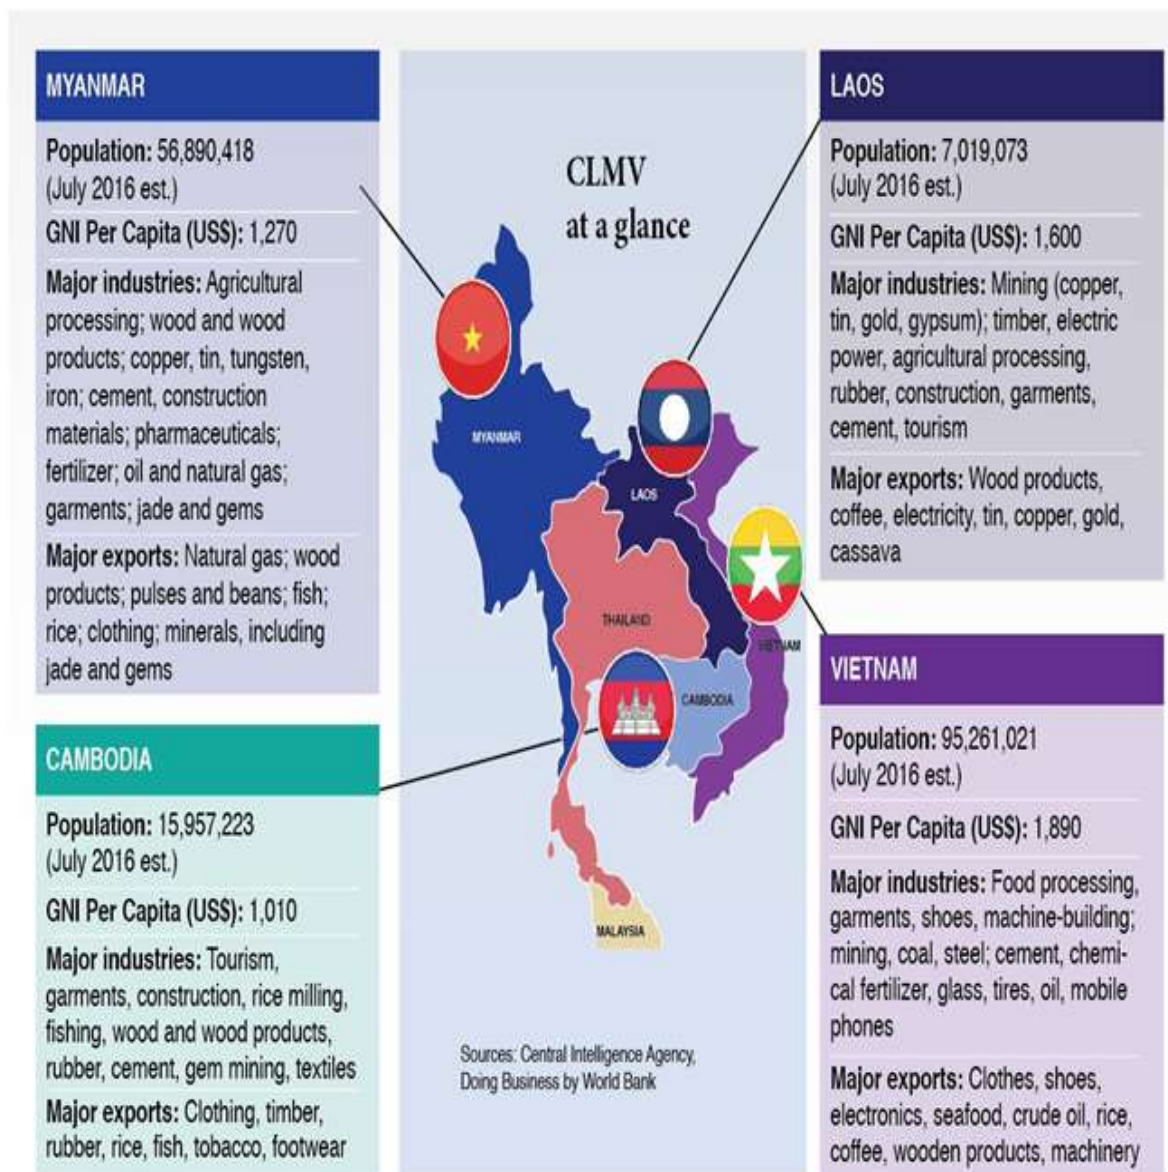 MYANMAR
Population: 56,890,418
(July 2016 est.)
GNI Per Capita (US$): 1,270
Major industries: Agricultural
processing; wood and wood
products; copper, tin, tungsten,
iron; cement, construction
materials; pharmaceuticals;
fertilizer; oil and natural gas;
garments; jade and gems
Major exports: Natural gas; wood
products; pulses and beans; fish;
rice; clothing; minerals, including
jade and gems
CAMBODIA
Population: 15,957,223
(July 2016 est.)
GNI Per Capita (US$): 1,010
Major industries: Tourism,
garments, construction, rice milling,
fishing, wood and wood products,
rubber, cement, gem mining, textiles
Major exports: Clothing, timber,
rubber, rice, fish, tobacco, footwear
CLMV
at a glance
MYANMAR
LAOS
THAILAND
VIETNAM
CAMBODIA
MALAYSIA
Sources: Central Intelligence Agency,
Doing Business by World Bank
LAOS
Population: 7,019,073
(July 2016 est.)
GNI Per Capita (US$): 1,600
Major industries: Mining (copper,
tin, gold, gypsum); timber, electric
power, agricultural processing,
rubber, construction, garments,
cement, tourism
Major exports: Wood products,
coffee, electricity, tin, copper, gold,
cassava
VIETNAM
Population: 95,261,021
(July 2016 est.)
GNI Per Capita (US$): 1,890
Major industries: Food processing,
garments, shoes, machine-building;
mining, coal, steel; cement, chemi-
cal fertilizer, glass, tires, oil, mobile
phones
Major exports: Clothes, shoes,
electronics, seafood, crude oil, rice,
coffee, wooden products, machinery